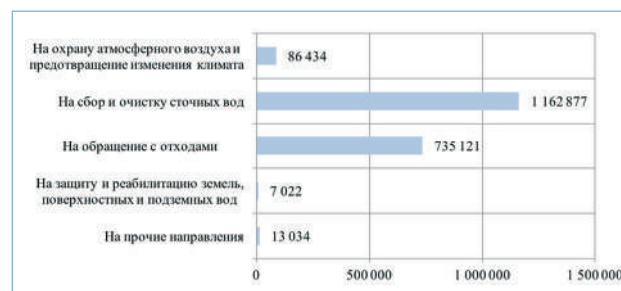 На охрану атмосферного воздуха и
предотвращение изменения климата
86 434
На сбор и очистку сточных вод
1 162 877
На обращение с отходами
735 121
На защиту и реабилитацию земель,
поверхностных и подземных вод
7 022
На прочие направления
13 034
0
500 000
1 000 000
1 500 000